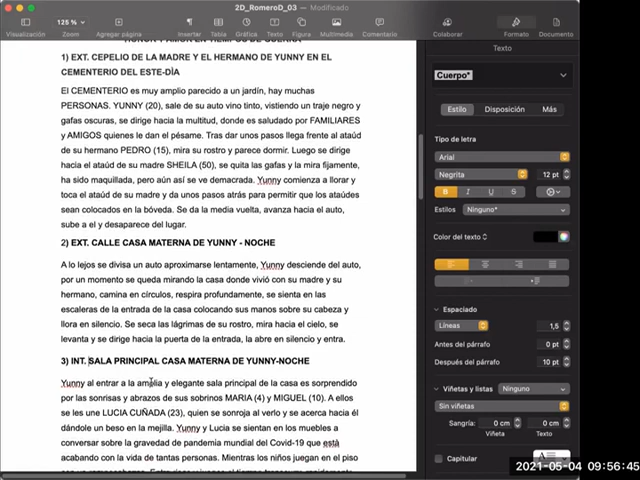 2D_RomeroD_03 — Modificado
125 %
Visualización
Zoom
Agregar página
Insertar
Tabla
Gráfica
Texto
Figura
Multimedia
Comentario
Colaborar
Formato
Documento
HONOR Y AMOR EN TIEMPOS DE GUERRA
1) EXT. CEPELIO DE LA MADRE Y EL HERMANO DE YUNNY EN EL
CEMENTERIO DEL ESTE-DÌA
El CEMENTERIO es muy amplio parecido a un jardín, hay muchas
PERSONAS. YUNNY (20), sale de su auto vino tinto, vistiendo un traje negro y
gafas oscuras, se dirige hacia la multitud, donde es saludado por FAMILIARES
y AMIGOS quienes le dan el pésame. Tras dar unos pasos llega frente al ataúd
de su hermano PEDRO (15), mira su rostro y parece dormir. Luego se dirige
hacia el ataúd de su madre SHEILA (50), se quita las gafas y la mira fijamente,
ha sido maquillada, pero aún así se ve demacrada. Yunny comienza a llorar y
toca el ataúd de su madre y da unos pasos atrás para permitir que los ataúdes
sean colocados en la bóveda. Se da la media vuelta, avanza hacia el auto,
sube a el y desaparece del lugar.
2) EXT. CALLE CASA MATERNA DE YUNNY - NOCHE
A lo lejos se divisa un auto aproximarse lentamente, Yunny desciende del auto,
por un momento se queda mirando la casa donde vivió con su madre y su
hermano, camina en círculos, respira profundamente, se sienta en las
escaleras de la entrada de la casa colocando sus manos sobre su cabeza y
llora en silencio. Se seca las lágrimas de su rostro, mira hacia el cielo, se
levanta y se dirige hacia la puerta de la entrada, la abre en silencio y entra.
3) INT. SALA PRINCIPAL CASA MATERNA DE YUNNY-NOCHE
Yunny al entrar a la amplia y elegante sala principal de la casa es sorprendido
por las sonrisas y abrazos de sus sobrinos MARIA (4) y MIGUEL (10). A ellos
se les une LUCIA CUÑADA (23), quien se sonroja al verlo y se acerca hacia él
dándole un beso en la mejilla. Yunny y Lucia se sientan en los muebles a
conversar sobre la gravedad de pandemia mundial del Covid-19 que está
acabando con la vida de tantas personas. Mientras los niños juegan en el piso
Texto
Cuerpo*
Estilo
Disposición
Más
Tipo de letra
Arial
Negrita
12 pt
B I U S
Estilos
Ninguno*
Color del texto
Espaciado
Líneas
1,5
Antes del párrafo
0 pt
Después del párrafo
10 pt
Viñetas y listas
Ninguno
Sin viñetas
Sangría:
0 cm
0 cm
Viñeta
Texto
Capitular
2021-05-04 09:56:45